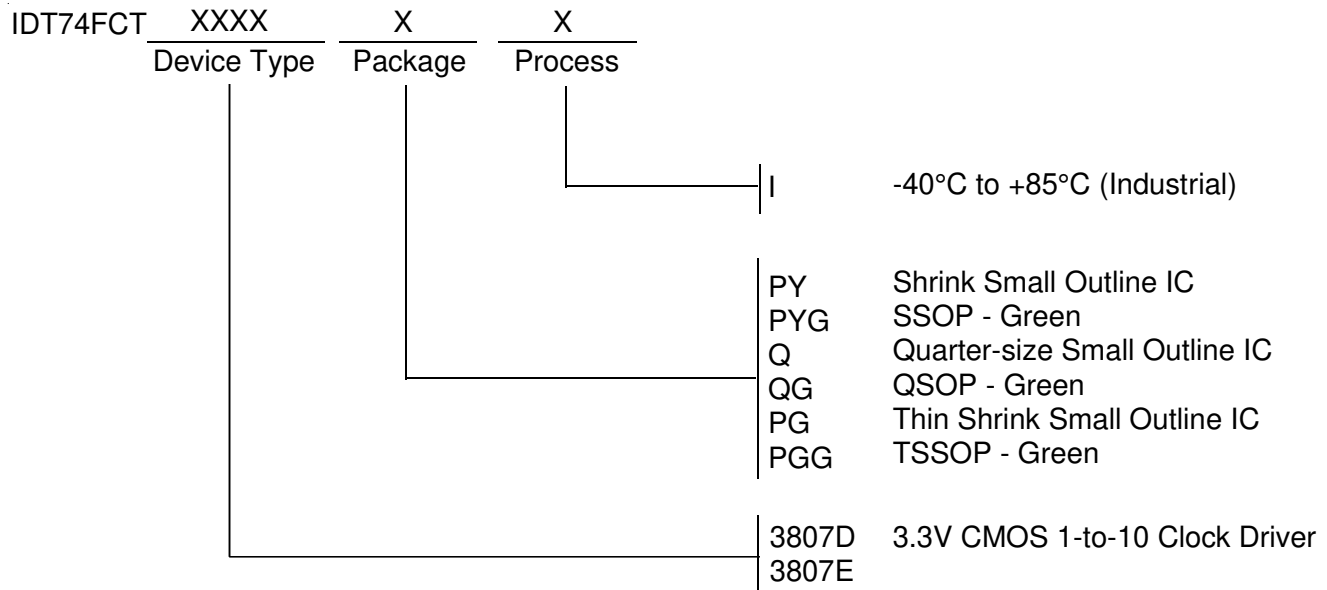 IDT74FCT XXXX X X
Device Type Package Process
I -40°C to +85°C (Industrial)
PY Shrink Small Outline IC
PYG SSOP - Green
Q Quarter-size Small Outline IC
QG QSOP - Green
PG Thin Shrink Small Outline IC
PGG TSSOP - Green
3807D 3.3V CMOS 1-to-10 Clock Driver
3807E